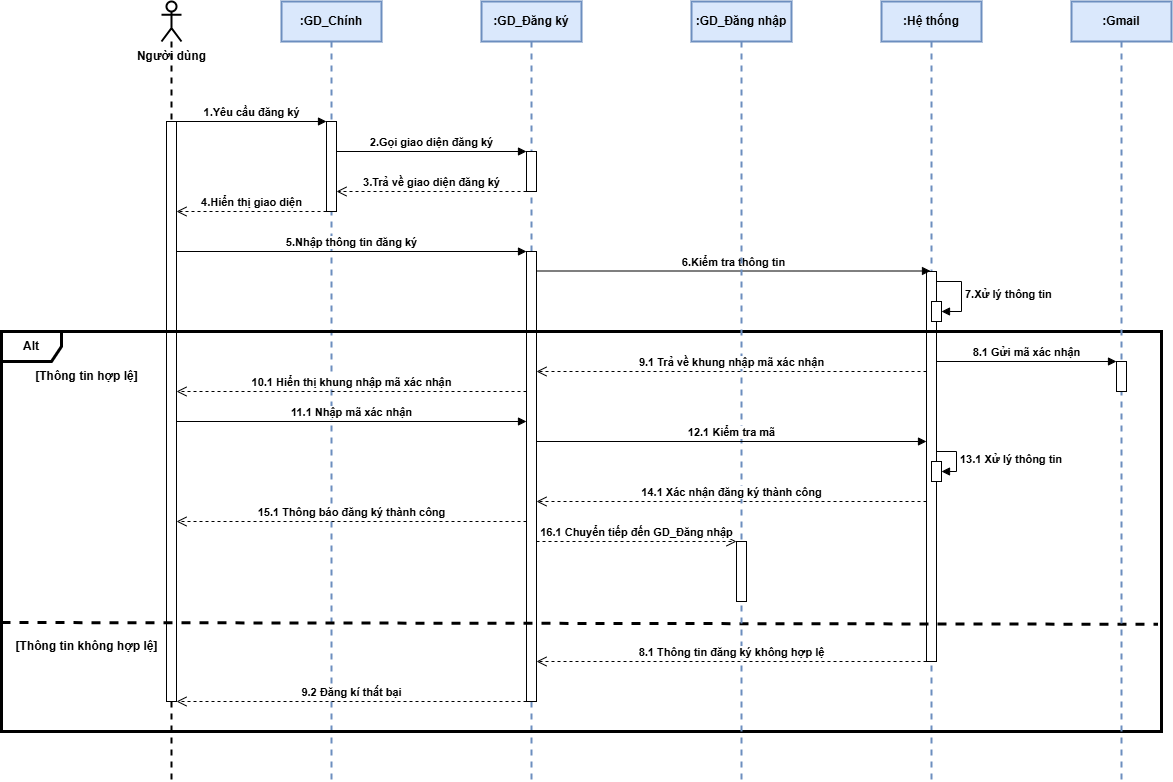 :GD_Chính
:GD_Đăng ký
:GD_Đăng nhập
:Hệ thống
:Gmail
Người dùng
1.Yêu cầu đăng ký
2.Gọi giao diện đăng ký
3.Trả về giao diện đăng ký
4.Hiển thị giao diện
5.Nhập thông tin đăng ký
6.Kiểm tra thông tin
7.Xử lý thông tin
Alt
8.1 Gửi mã xác nhận
9.1 Trả về khung nhập mã xác nhận
[Thông tin hợp lệ]
10.1 Hiển thị khung nhập mã xác nhận
11.1 Nhập mã xác nhận
12.1 Kiểm tra mã
13.1 Xử lý thông tin
14.1 Xác nhận đăng ký thành công
15.1 Thông báo đăng ký thành công
16.1 Chuyển tiếp đến GD_Đăng nhập
[Thông tin không hợp lệ]
8.1 Thông tin đăng ký không hợp lệ
9.2 Đăng kí thất bại